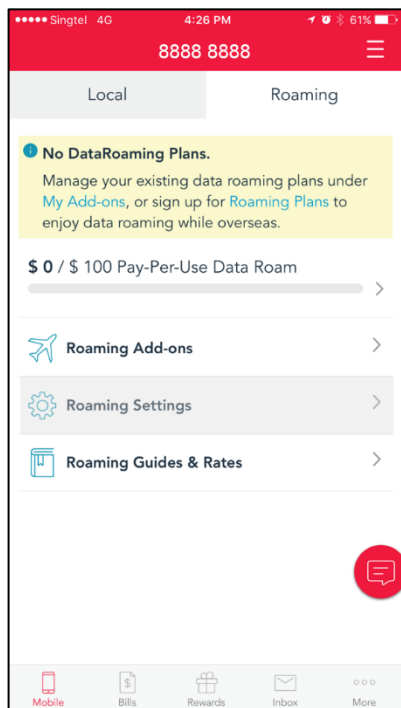 Singtel 4G 4:26 PM 61%
8888 8888
Local Roaming
No DataRoaming Plans.
Manage your existing data roaming plans under
My Add-ons, or sign up for Roaming Plans to
enjoy data roaming while overseas.
$ 0 / $ 100 Pay-Per-Use Data Roam
Roaming Add-ons
Roaming Settings
Roaming Guides & Rates
Mobile Bills Rewards Inbox More